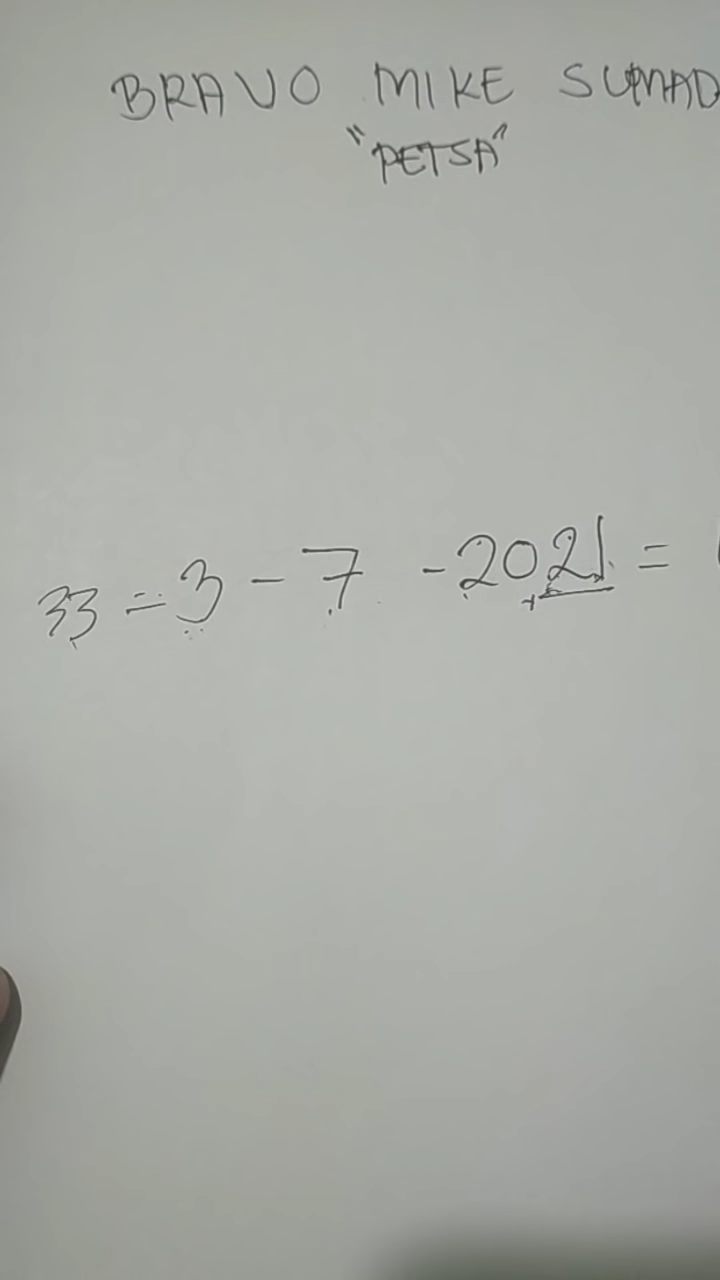 BRAVO MIKE SUMAD
"PETSA"
33 = 3 - 7 - 2021 =